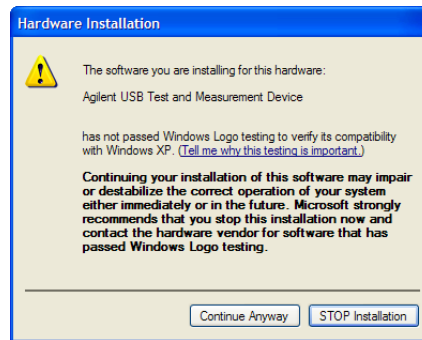 Hardware Installation
The software you are installing for this hardware:
Agilent USB Test and Measurement Device
has not passed Windows Logo testing to verify its compatibility
with Windows XP. (Tell me why this testing is important.)
Continuing your installation of this software may impair
or destabilize the correct operation of your system
either immediately or in the future. Microsoft strongly
recommends that you stop this installation now and
contact the hardware vendor for software that has
passed Windows Logo testing.
Continue Anyway
STOP Installation